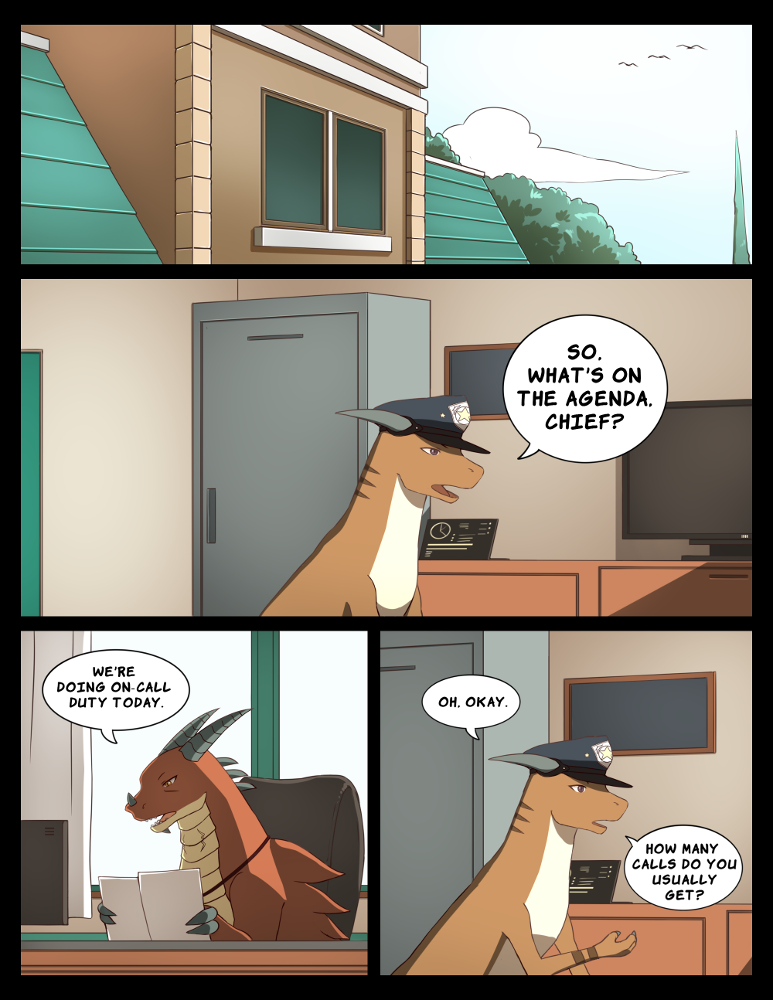 SO,
WHAT'S ON
THE AGENDA,
CHIEF?
WE'RE
DOING ON-CALL
DUTY TODAY.
OH, OKAY.
HOW MANY
CALLS DO YOU
USUALLY
GET?